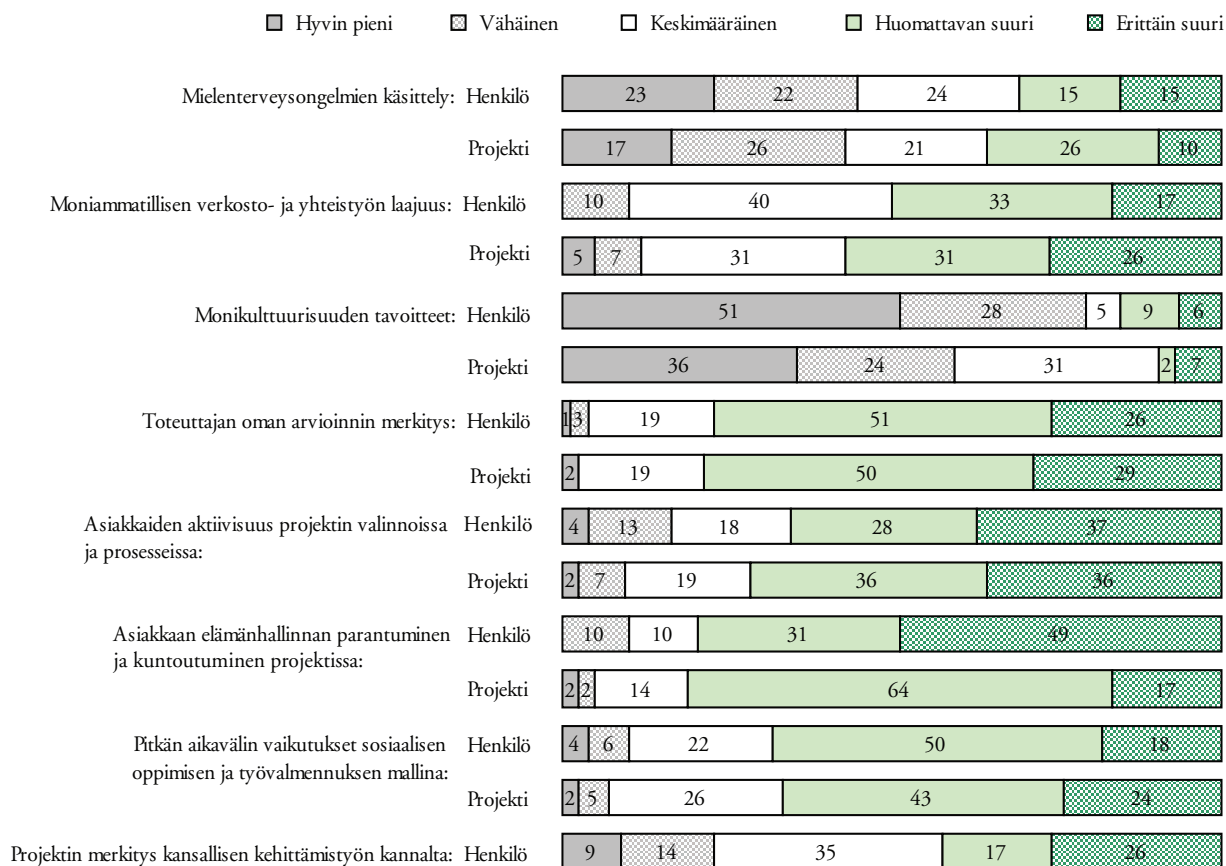 Hyvin pieni Vähäinen Keskimääräinen Huomattavan suuri Erittäin suuri
Mielenterveysongelmien käsittely: Henkilö 23 22 24 15 15
Projekti 17 26 21 26 10
Moniammatillisen verkosto- ja yhteistyön laajuus: Henkilö 10 40 33 17
Projekti 5 7 31 31 26
Monikulttuurisuuden tavoitteet: Henkilö 51 28 5 9 6
Projekti 36 24 31 2 7
Toteuttajan oman arvioinnin merkitys: Henkilö 1 3 19 51 26
Projekti 2 19 50 29
Asiakkaiden aktiivisuus projektin valinnoissa Henkilö 4 13 18 28 37
ja prosesseissa:
Projekti 2 7 19 36 36
Asiakkaan elämänhallinnan parantuminen Henkilö 10 10 31 49
ja kuntoutuminen projektissa:
Projekti 2 2 14 64 17
Pitkän aikavälin vaikutukset sosiaalisen Henkilö 4 6 22 50 18
oppimisen ja työvalmennuksen mallina:
Projekti 2 5 26 43 24
Projektin merkitys kansallisen kehittämistyön kannalta: Henkilö 9 14 35 17 26